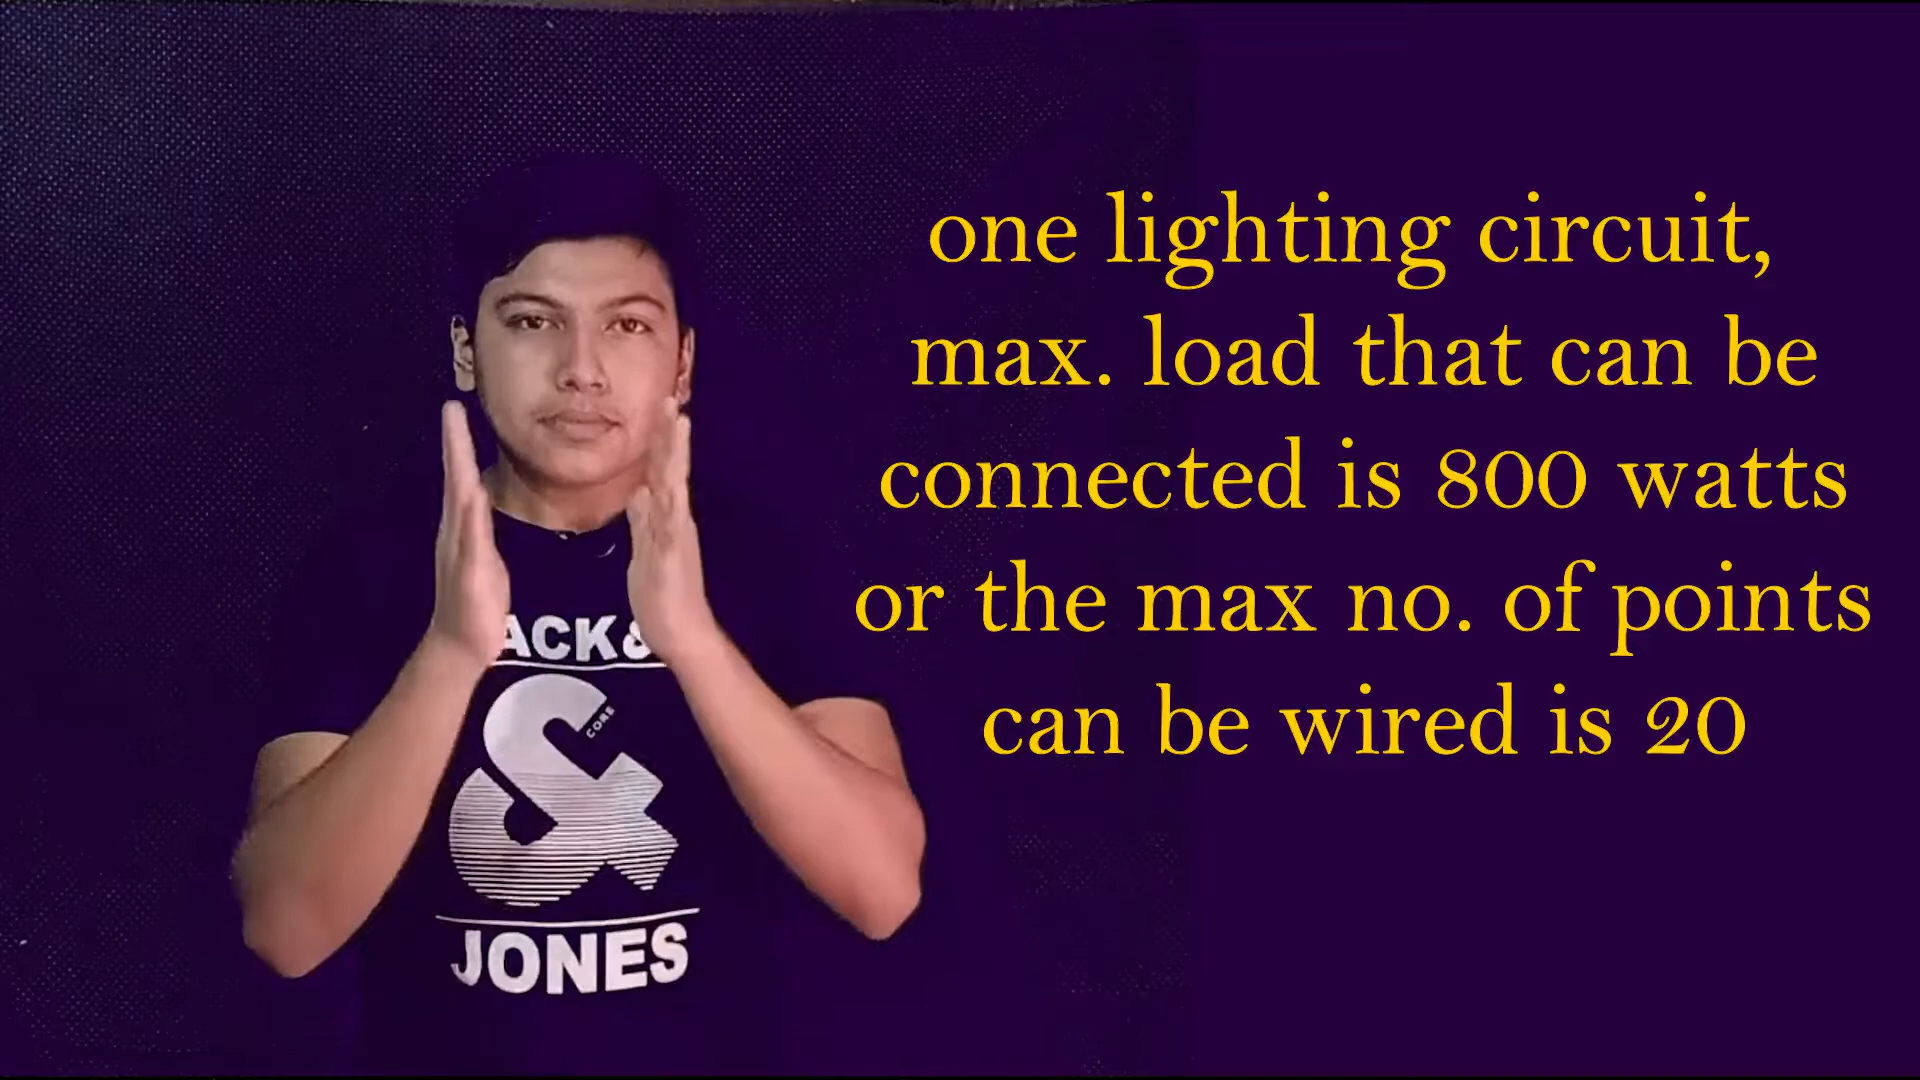 one lighting circuit,
max. load that can be
connected is 800 watts
or the max no. of points
can be wired is 20
ACK&
CORE
&
JONES